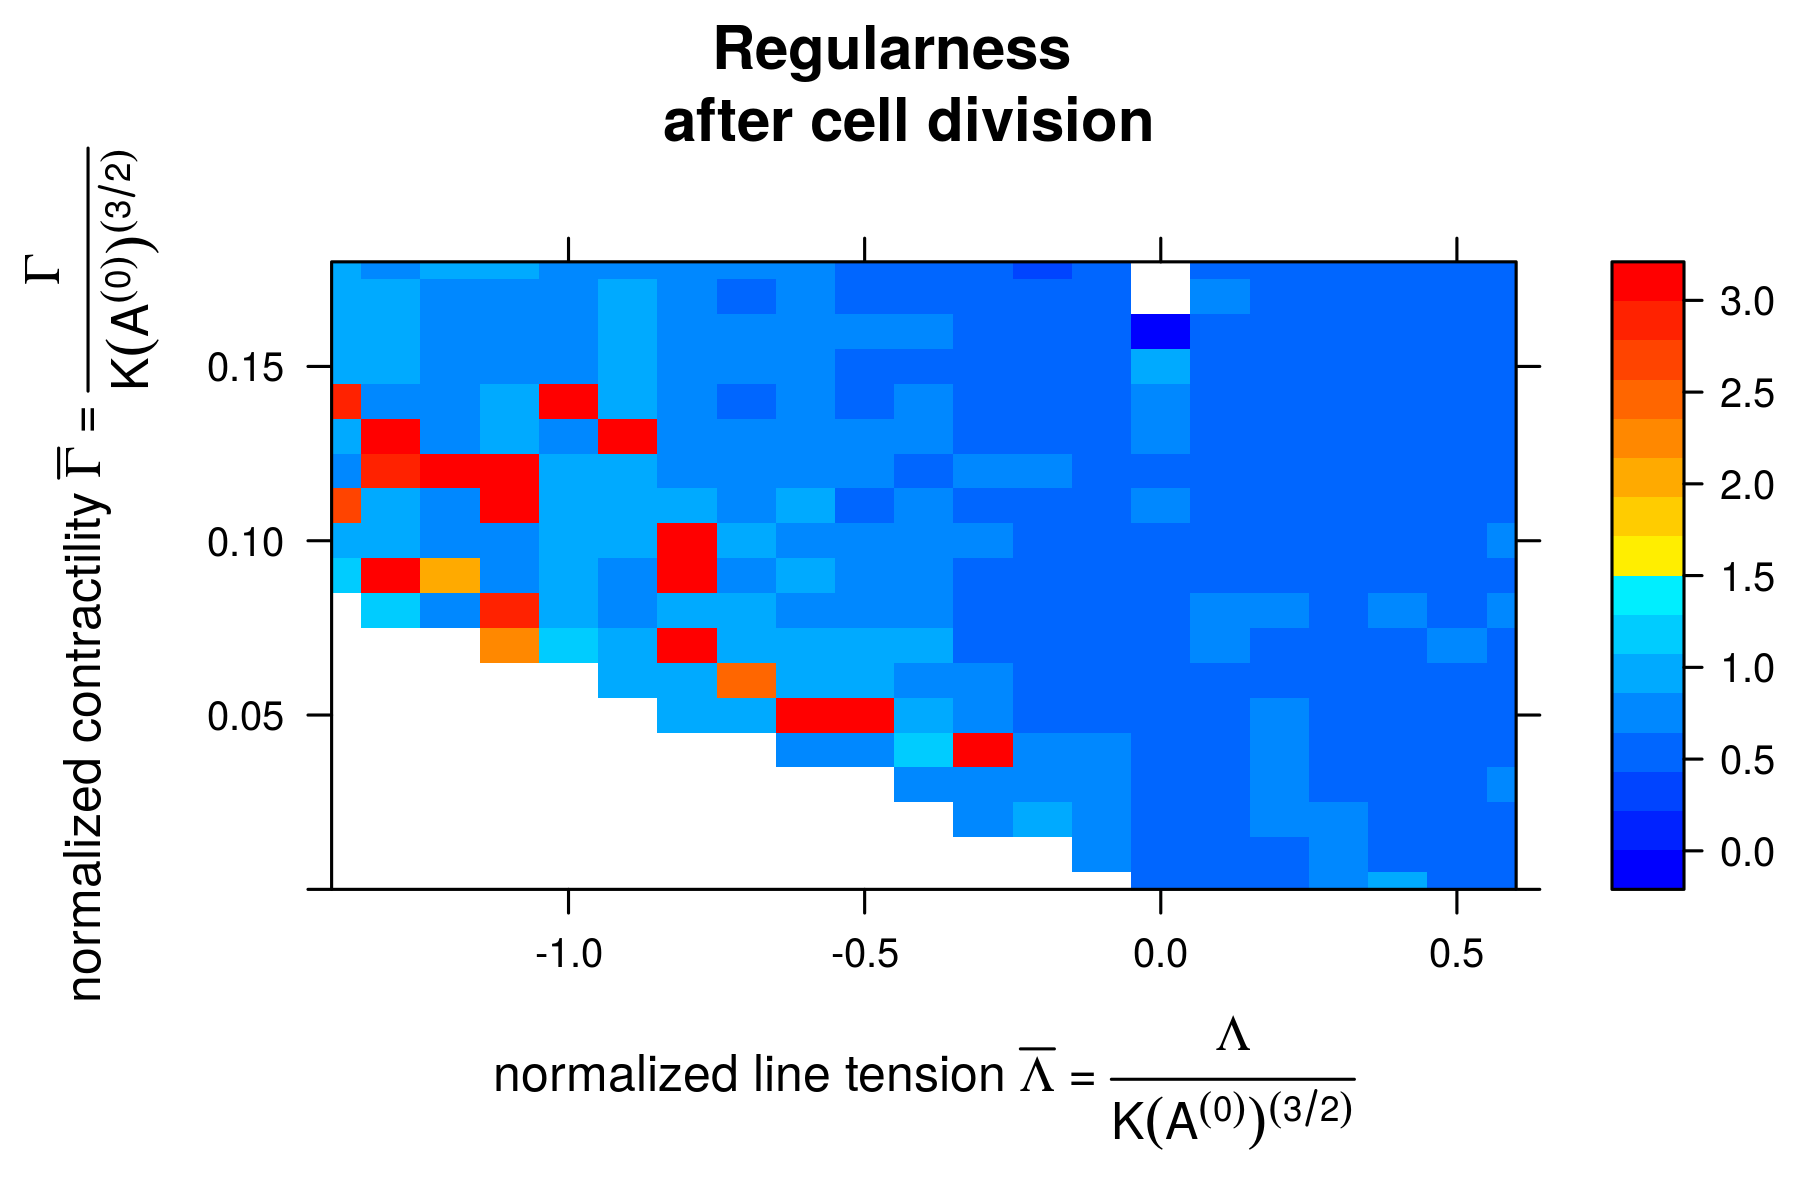 Regularness
after cell division
normalized contractility Γ̅ = Γ / K(A⁽⁰⁾)⁽³ᐟ²⁾
0.15
0.10
0.05
-1.0 -0.5 0.0 0.5
normalized line tension Λ̅ = Λ / K(A⁽⁰⁾)⁽³ᐟ²⁾
3.0
2.5
2.0
1.5
1.0
0.5
0.0